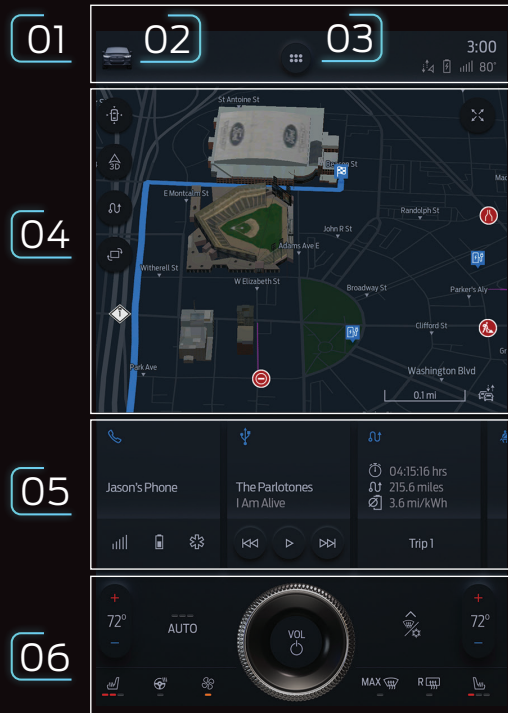 01
02
03
3:00
80°
04
St Antoine St
3D
Beacon St
Mac
E Montcalm St
Randolph St
John R St
Adams Ave E
Witherell St
W Elizabeth St
Broadway St
Parker's Aly
Clifford St
Gr
Park Ave
Washington Blvd
0.1 mi
05
Jason's Phone
The Parlotones
I Am Alive
04:15:16 hrs
215.6 miles
3.6 mi/kWh
Trip 1
06
72°
AUTO
VOL
72°
MAX
R